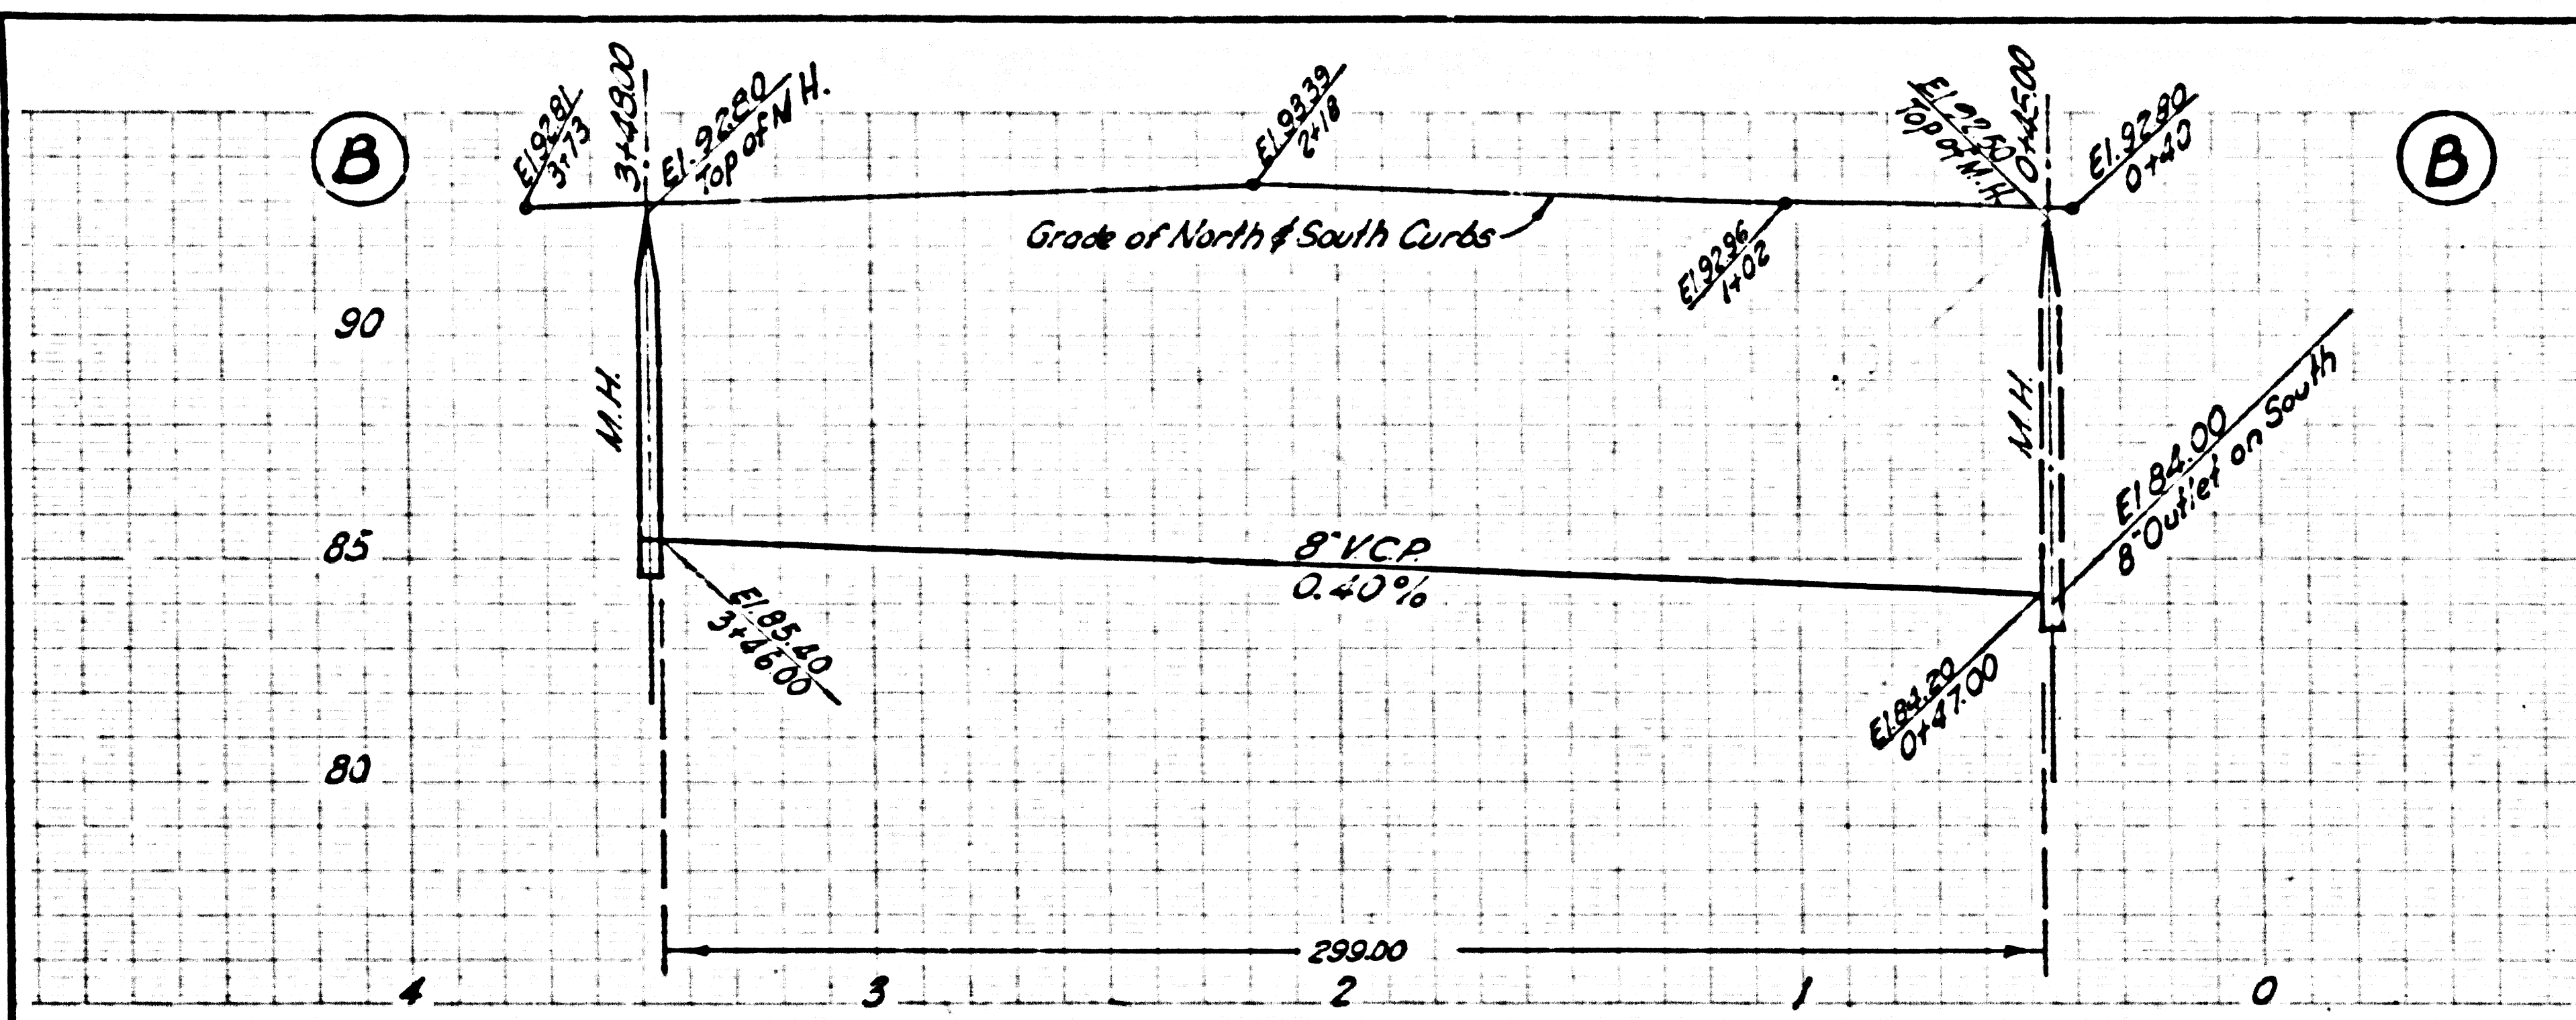 B
El 92.81
3+73
3+48.00
El. 92.80
Top of M H.
El. 93.39
2+18
El 92.50
Top of M.H.
0+45.00
El. 92.80
0+40
B
Grade of North & South Curbs
El 92.96
1+02
90
M.H.
M.H.
El 84.00
8" Outlet on South
85
8" V.C.P.
0.40%
El. 85.40
3+46.00
El. 84.20
0+47.00
80
299.00
4 3 2 1 0